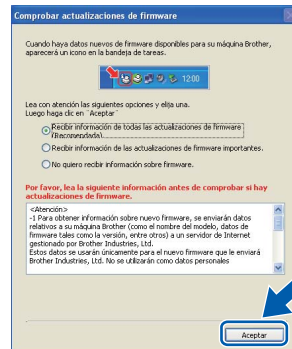 Comprobar actualizaciones de firmware
Cuando haya datos nuevos de firmware disponibles para su máquina Brother,
aparecerá un icono en la bandeja de tareas.
12:00
Lea con atención las siguientes opciones y elija una.
Luego haga clic en "Aceptar"
Recibir información de todas las actualizaciones de firmware
(Recomendada)
Recibir información de las actualizaciones de firmware importantes.
No quiero recibir información sobre firmware.
Por favor, lea la siguiente información antes de comprobar si hay
actualizaciones de firmware.
<Atención>
-1 Para obtener información sobre nuevo firmware, se enviarán datos
relativos a su máquina Brother (como el nombre del modelo, datos de
firmware tales como la versión, entre otros) a un servidor de Internet
gestionado por Brother Industries, Ltd.
Estos datos se usarán únicamente para el nuevo firmware que le enviará
Brother Industries, Ltd. No se utilizarán como datos personales
Aceptar